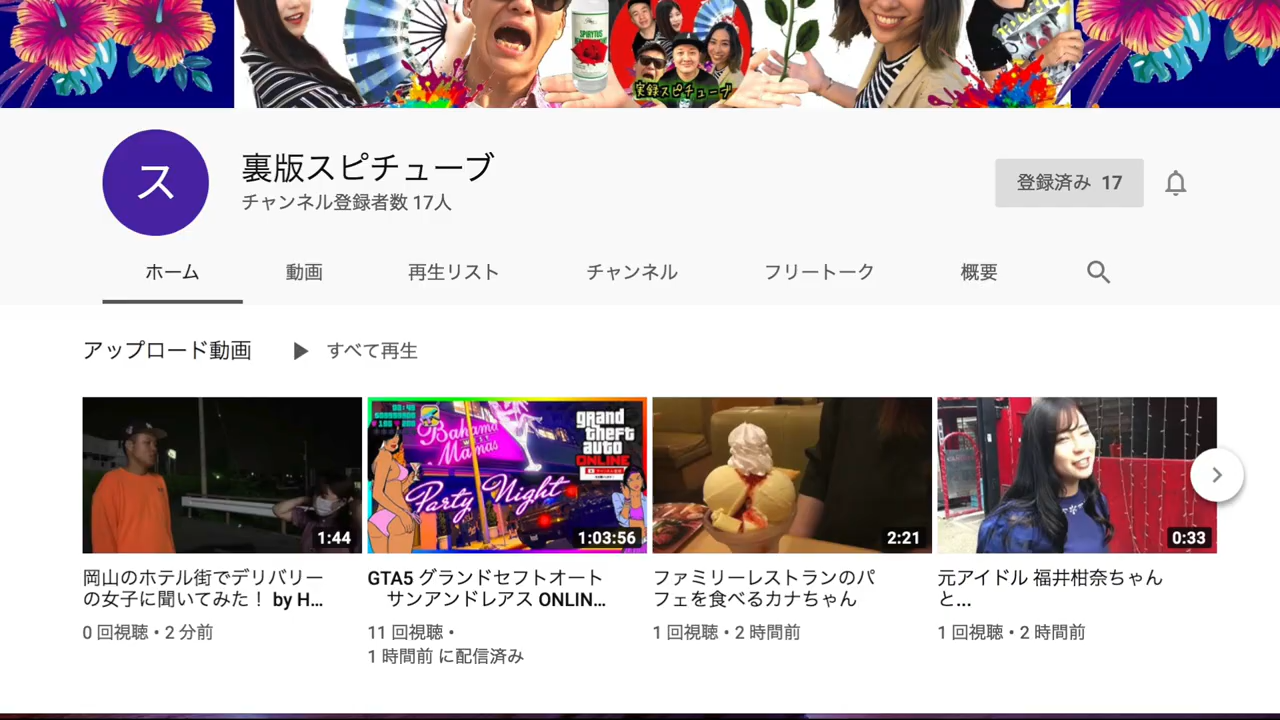 SPIRYTUS
実録スピチューブ
ス
裏版スピチューブ
チャンネル登録者数 17人
登録済み 17
ホーム 動画 再生リスト チャンネル フリートーク 概要
アップロード動画 すべて再生
Bahama
Mamas
Party Night
grand
theft
auto
ONLINE
1:44
1:03:56
2:21
0:33
岡山のホテル街でデリバリー
の女子に聞いてみた！ by H...
0 回視聴・2 分前
GTA5 グランドセフトオート
サンアンドレアス ONLIN...
11 回視聴・
1 時間前 に配信済み
ファミリーレストランのパ
フェを食べるカナちゃん
1 回視聴・2 時間前
元アイドル 福井柑奈ちゃん
と...
1 回視聴・2 時間前